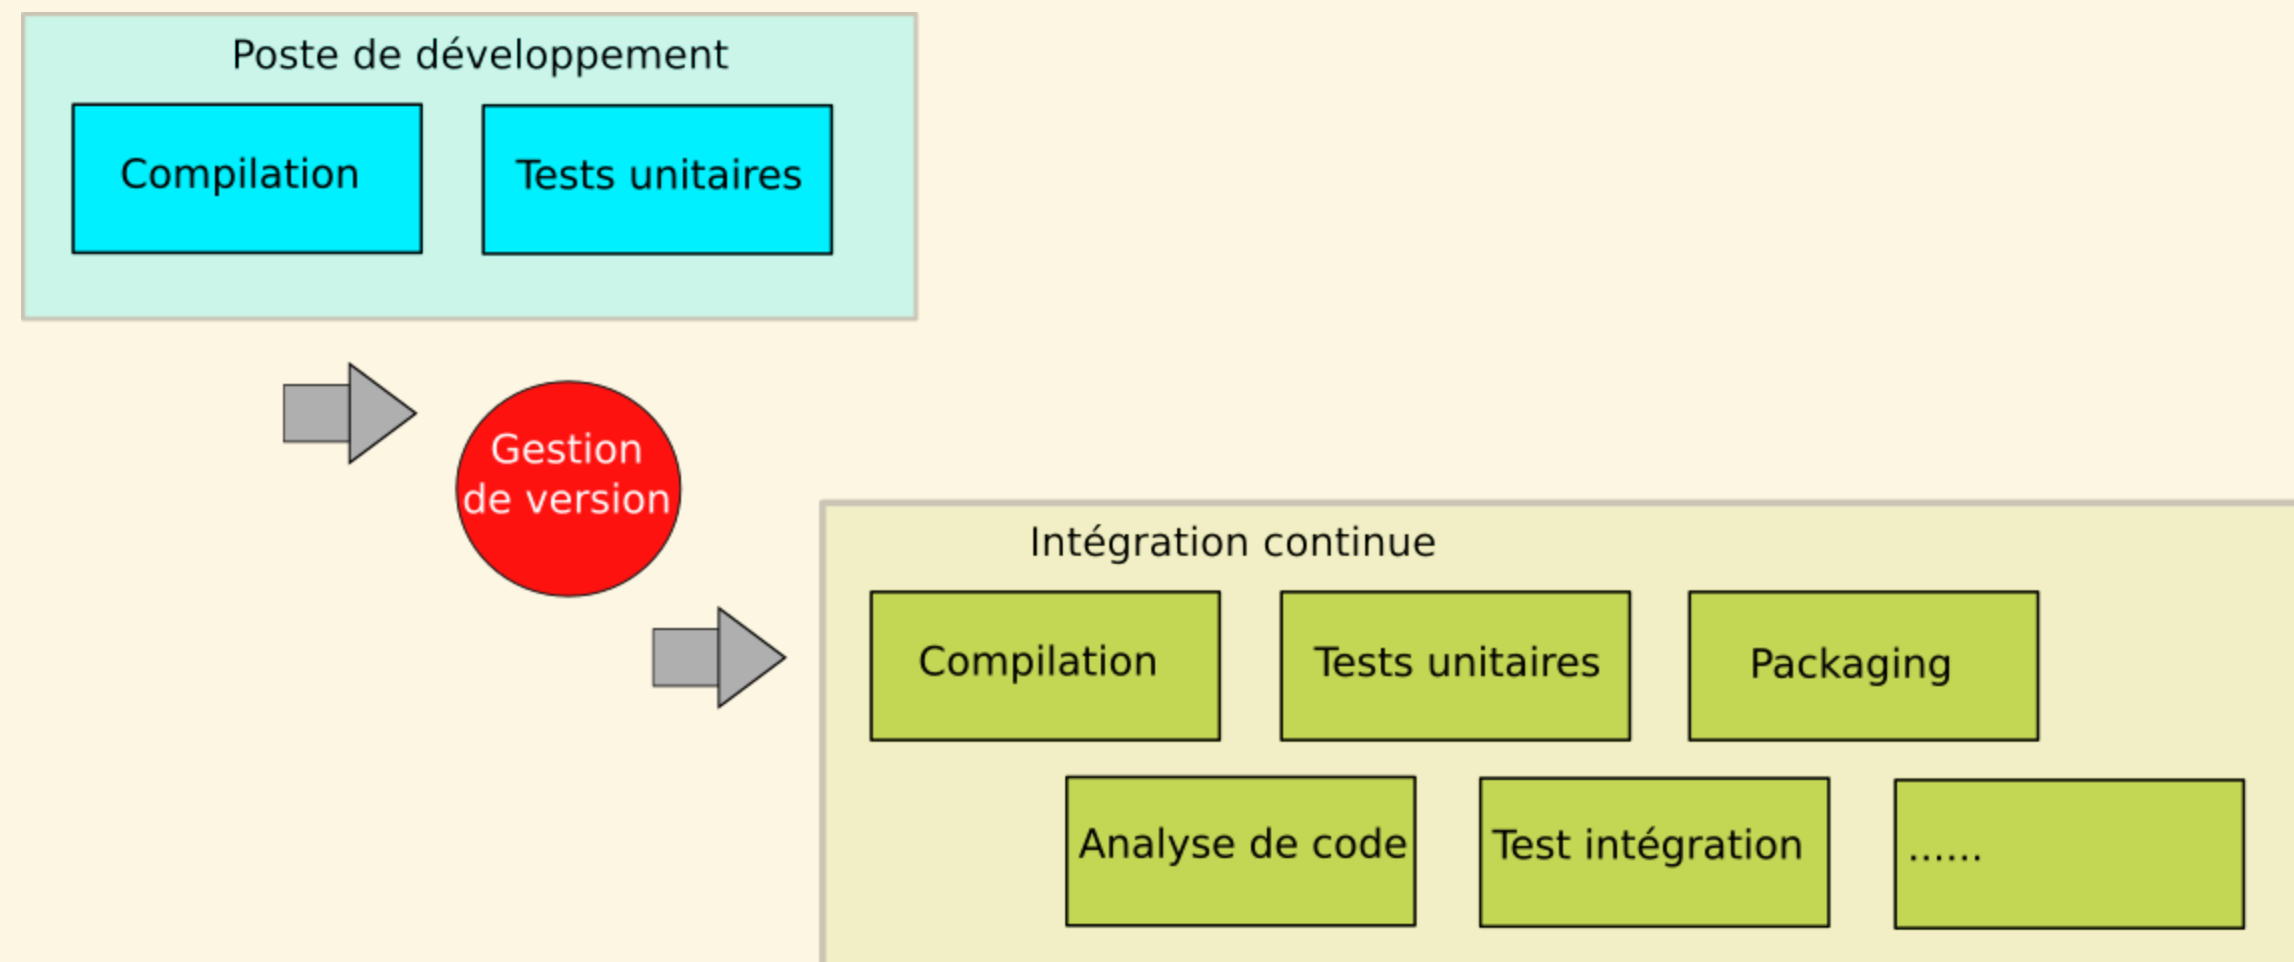 Poste de développement
Compilation
Tests unitaires
Gestion
de version
Intégration continue
Compilation
Tests unitaires
Packaging
Analyse de code
Test intégration
......